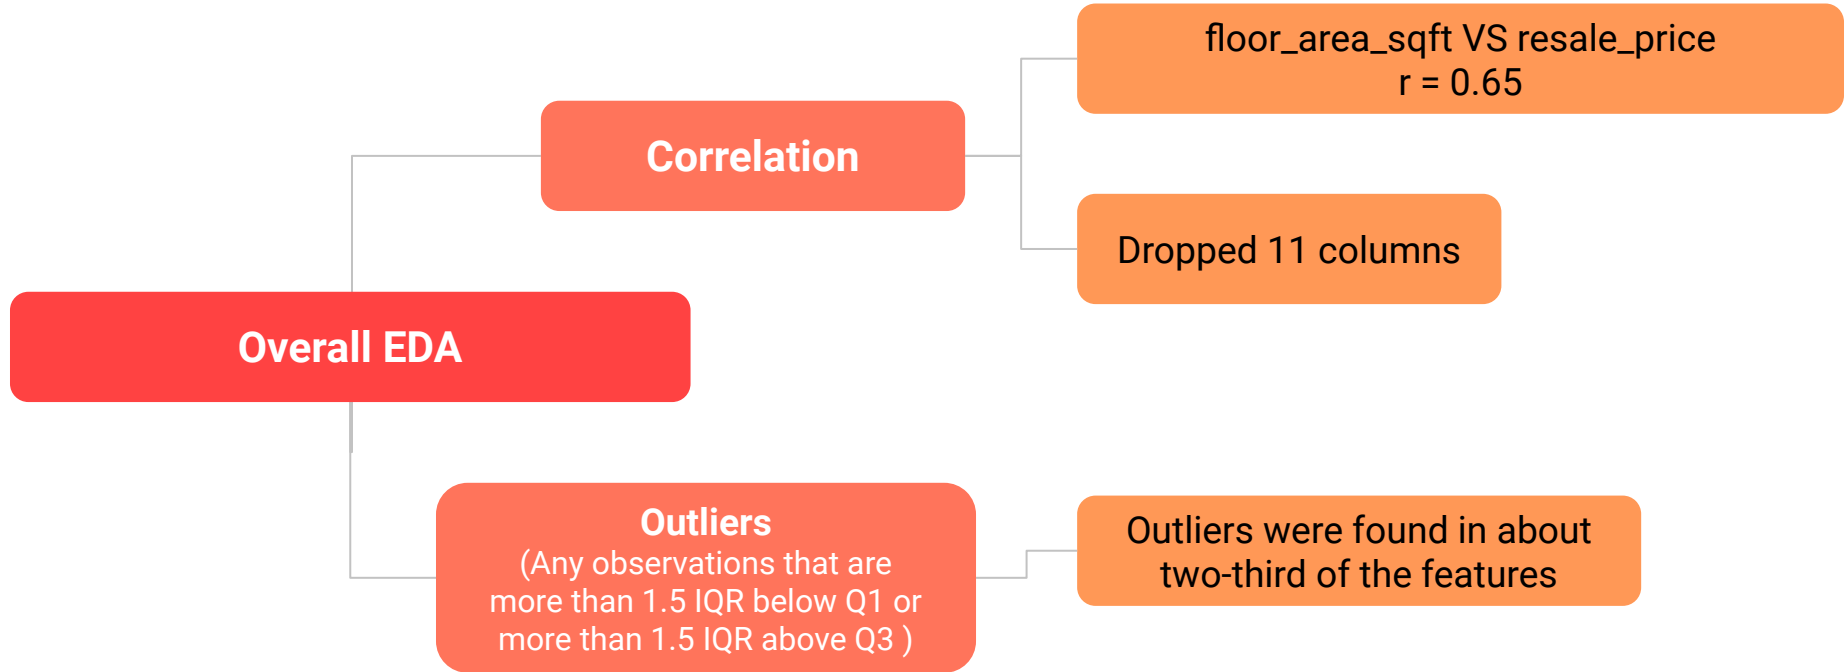 floor_area_sqft VS resale_price
r = 0.65
Correlation
Dropped 11 columns
Overall EDA
Outliers
(Any observations that are
more than 1.5 IQR below Q1 or
more than 1.5 IQR above Q3 )
Outliers were found in about
two-third of the features